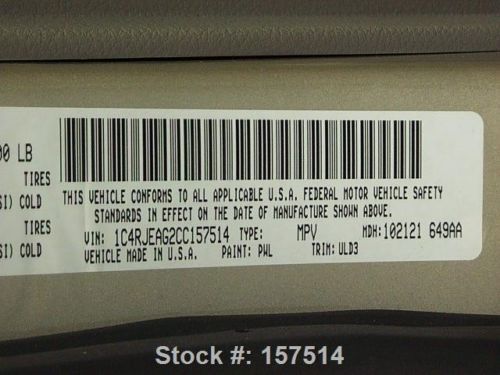 00 LB
TIRES
SI) COLD
TIRES
SI) COLD
THIS VEHICLE CONFORMS TO ALL APPLICABLE U.S.A. FEDERAL MOTOR VEHICLE SAFETY
STANDARDS IN EFFECT ON THE DATE OF MANUFACTURE SHOWN ABOVE.
VIN: 1C4RJEAG2CC157514 TYPE: MPV MDH:102121 649AA
VEHICLE MADE IN U.S.A. PAINT: PWL TRIM: ULD3
Stock #: 157514